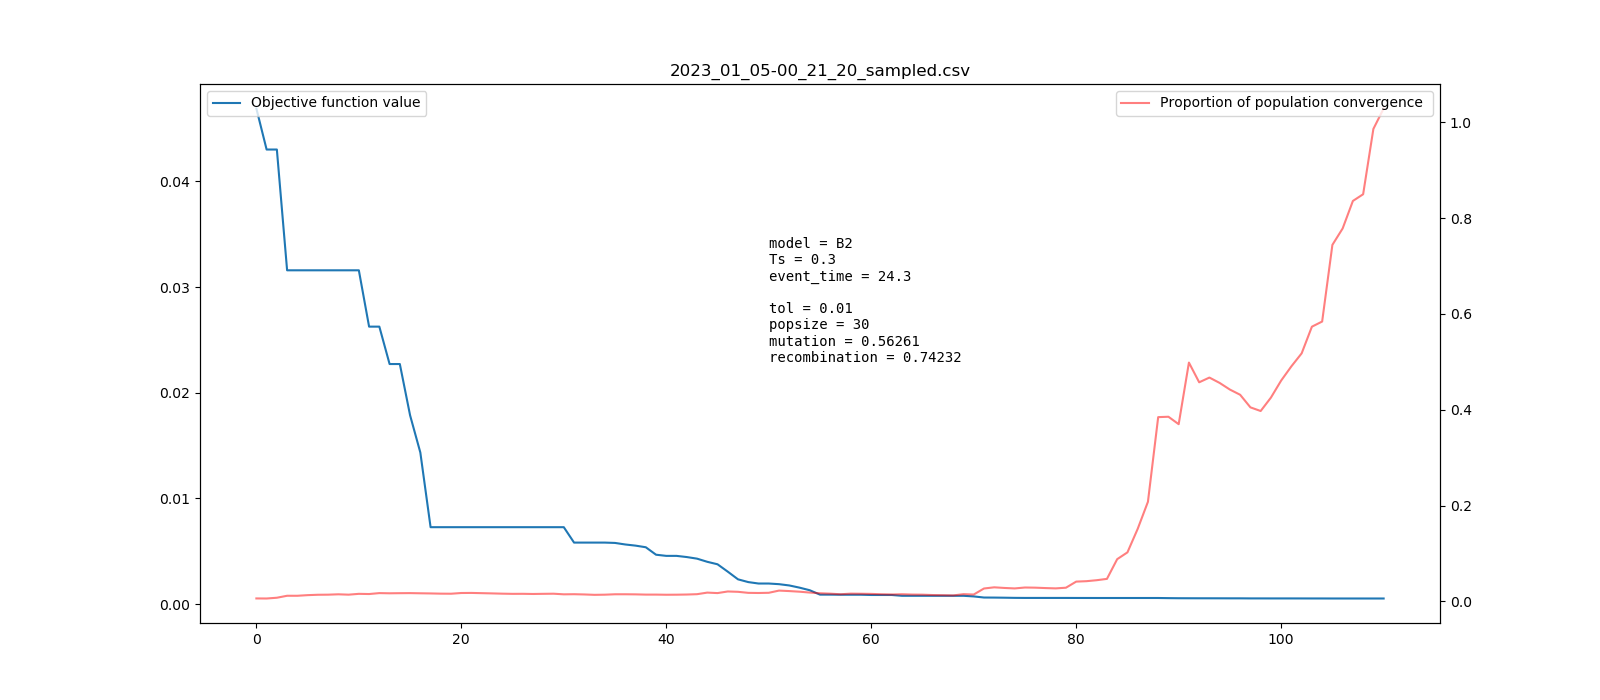 2023_01_05-00_21_20_sampled.csv
Objective function value
Proportion of population convergence
1.0
0.04
0.8
model = B2
Ts = 0.3
event_time = 24.3
0.03
0.6
tol = 0.01
popsize = 30
mutation = 0.56261
recombination = 0.74232
0.02
0.4
0.01
0.2
0.00
0.0
0 20 40 60 80 100